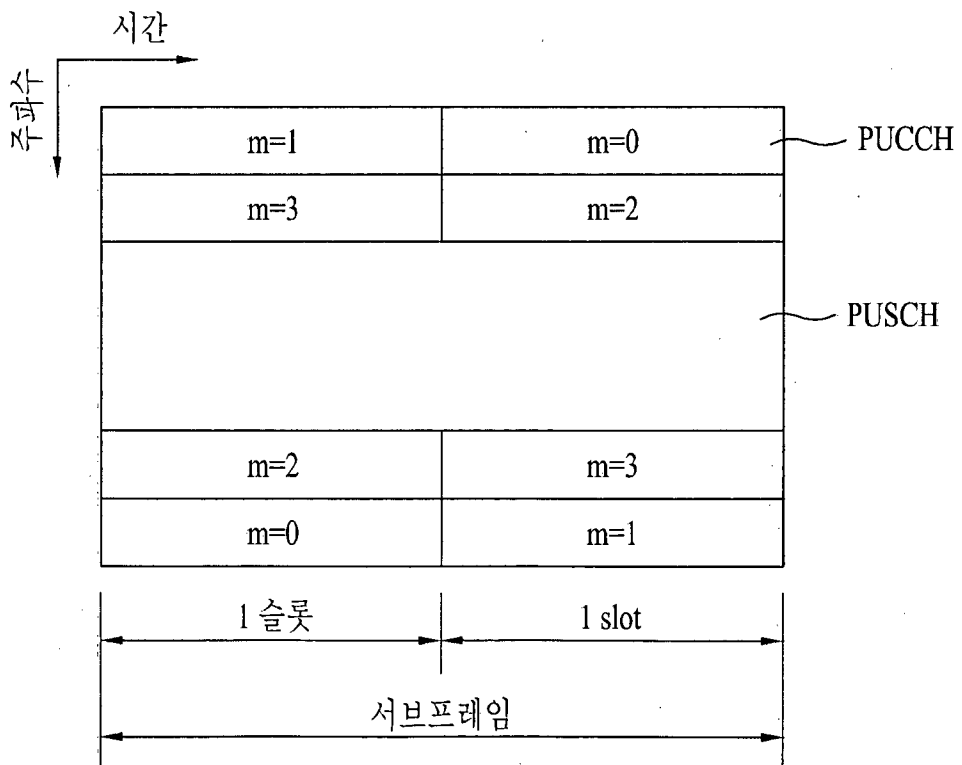 시간
주파수
m=1 m=0 PUCCH
m=3 m=2
PUSCH
m=2 m=3
m=0 m=1
1 슬롯 1 slot
서브프레임